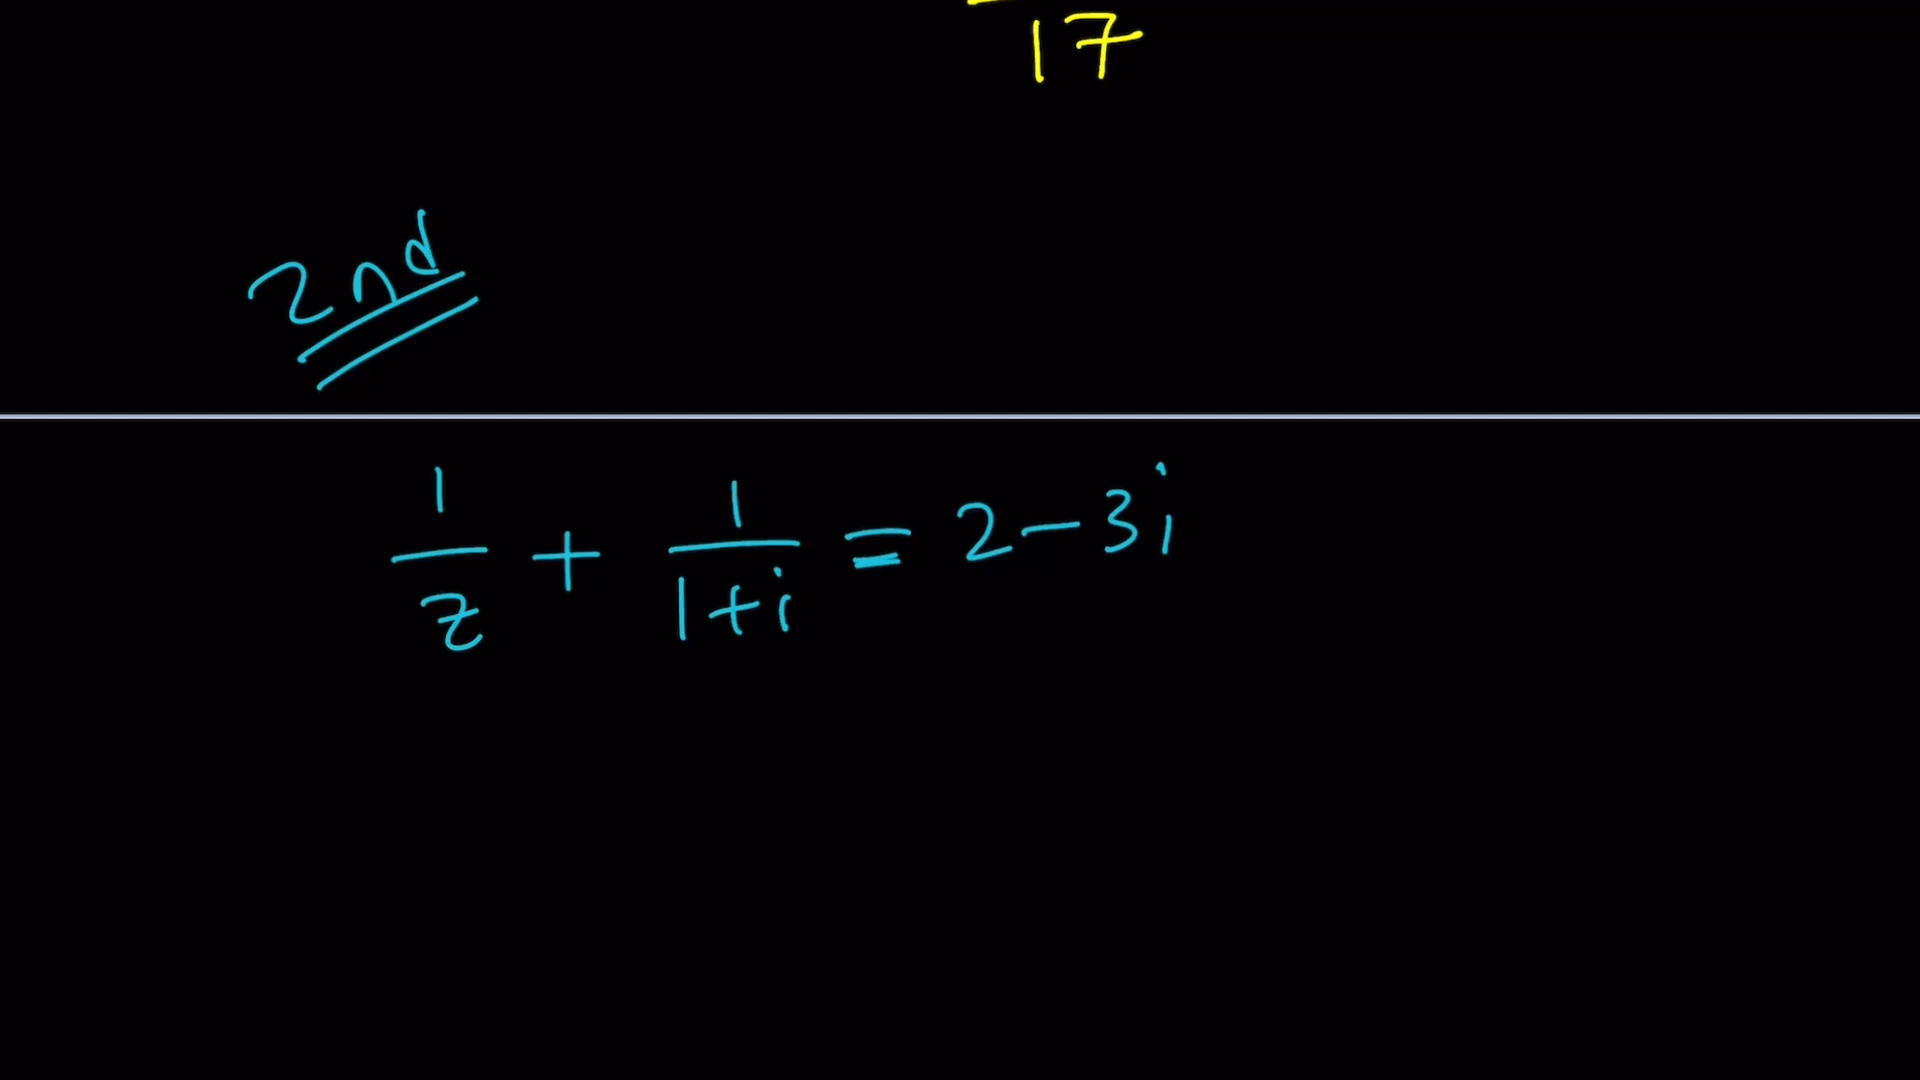 17
2nd
1/z + 1/(1+i) = 2-3i